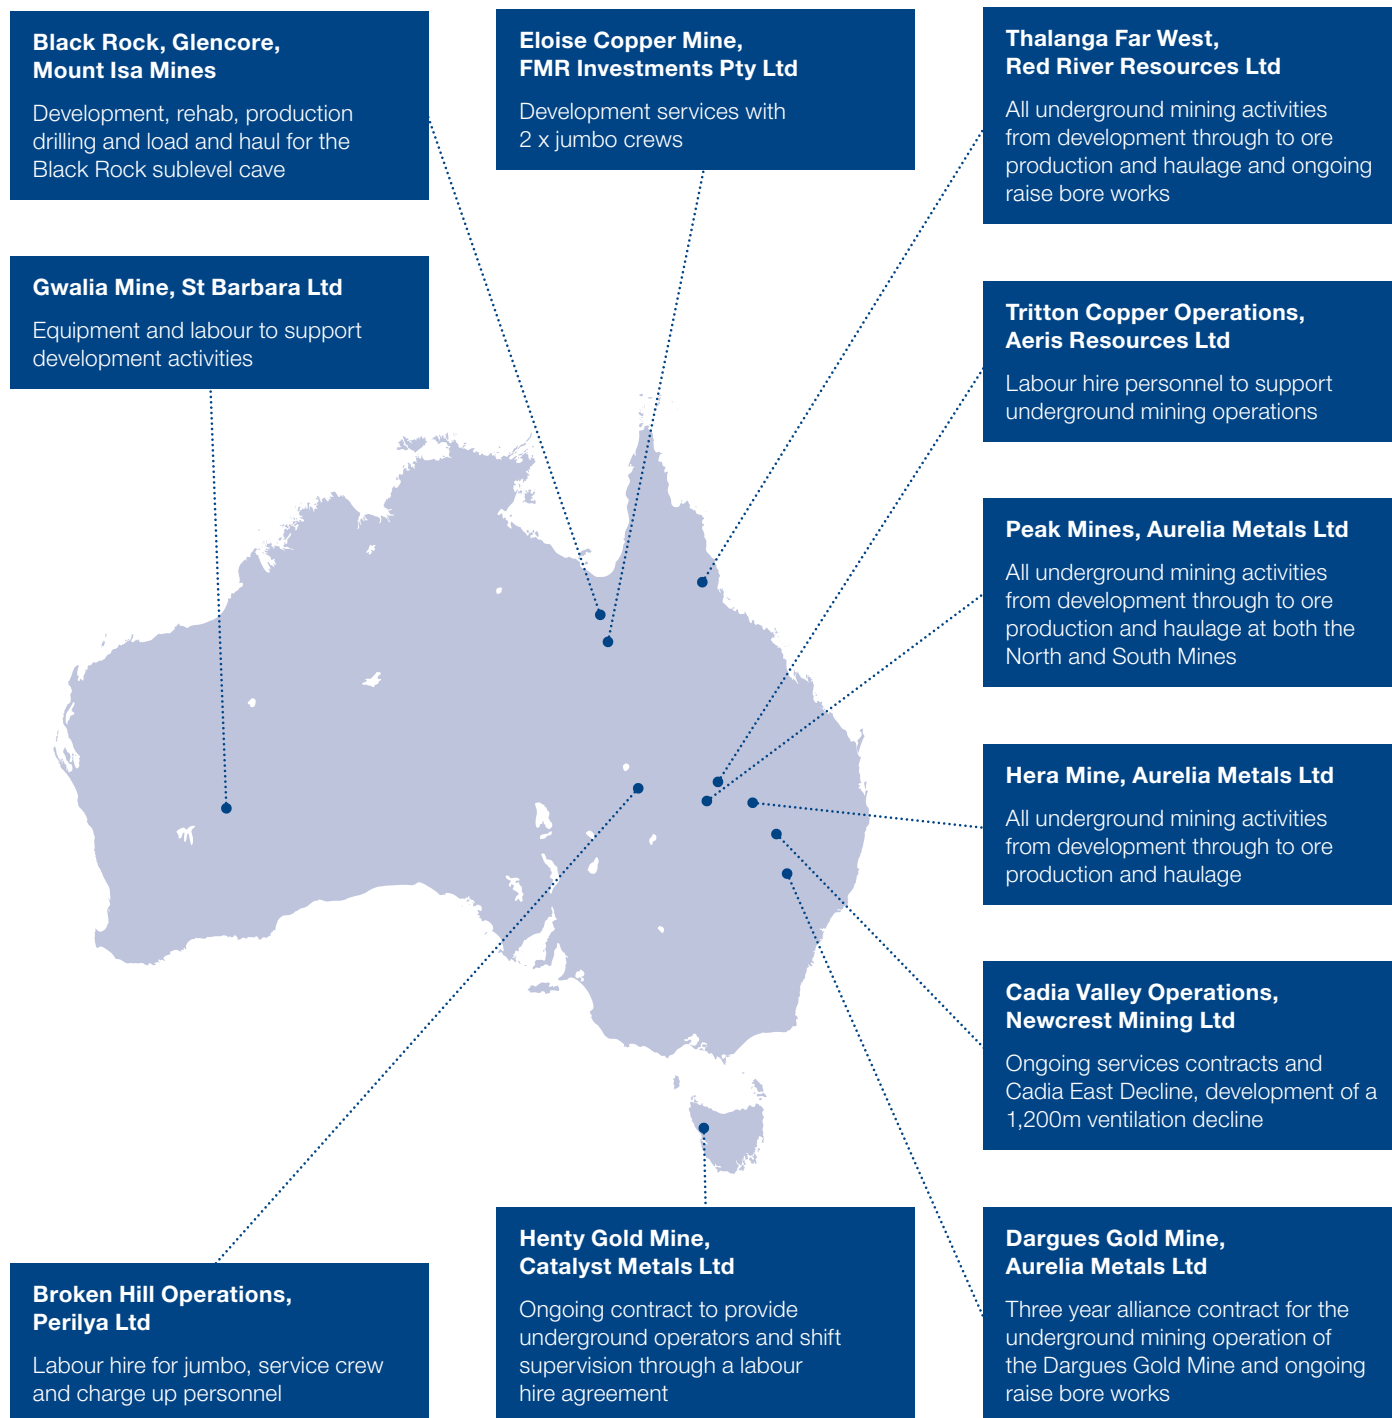 Black Rock, Glencore,
Mount Isa Mines
Development, rehab, production
drilling and load and haul for the
Black Rock sublevel cave
Eloise Copper Mine,
FMR Investments Pty Ltd
Development services with
2 x jumbo crews
Thalanga Far West,
Red River Resources Ltd
All underground mining activities
from development through to ore
production and haulage and ongoing
raise bore works
Gwalia Mine, St Barbara Ltd
Equipment and labour to support
development activities
Tritton Copper Operations,
Aeris Resources Ltd
Labour hire personnel to support
underground mining operations
Peak Mines, Aurelia Metals Ltd
All underground mining activities
from development through to ore
production and haulage at both the
North and South Mines
Hera Mine, Aurelia Metals Ltd
All underground mining activities
from development through to ore
production and haulage
Cadia Valley Operations,
Newcrest Mining Ltd
Ongoing services contracts and
Cadia East Decline, development of a
1,200m ventilation decline
Broken Hill Operations,
Perilya Ltd
Labour hire for jumbo, service crew
and charge up personnel
Henty Gold Mine,
Catalyst Metals Ltd
Ongoing contract to provide
underground operators and shift
supervision through a labour
hire agreement
Dargues Gold Mine,
Aurelia Metals Ltd
Three year alliance contract for the
underground mining operation of
the Dargues Gold Mine and ongoing
raise bore works